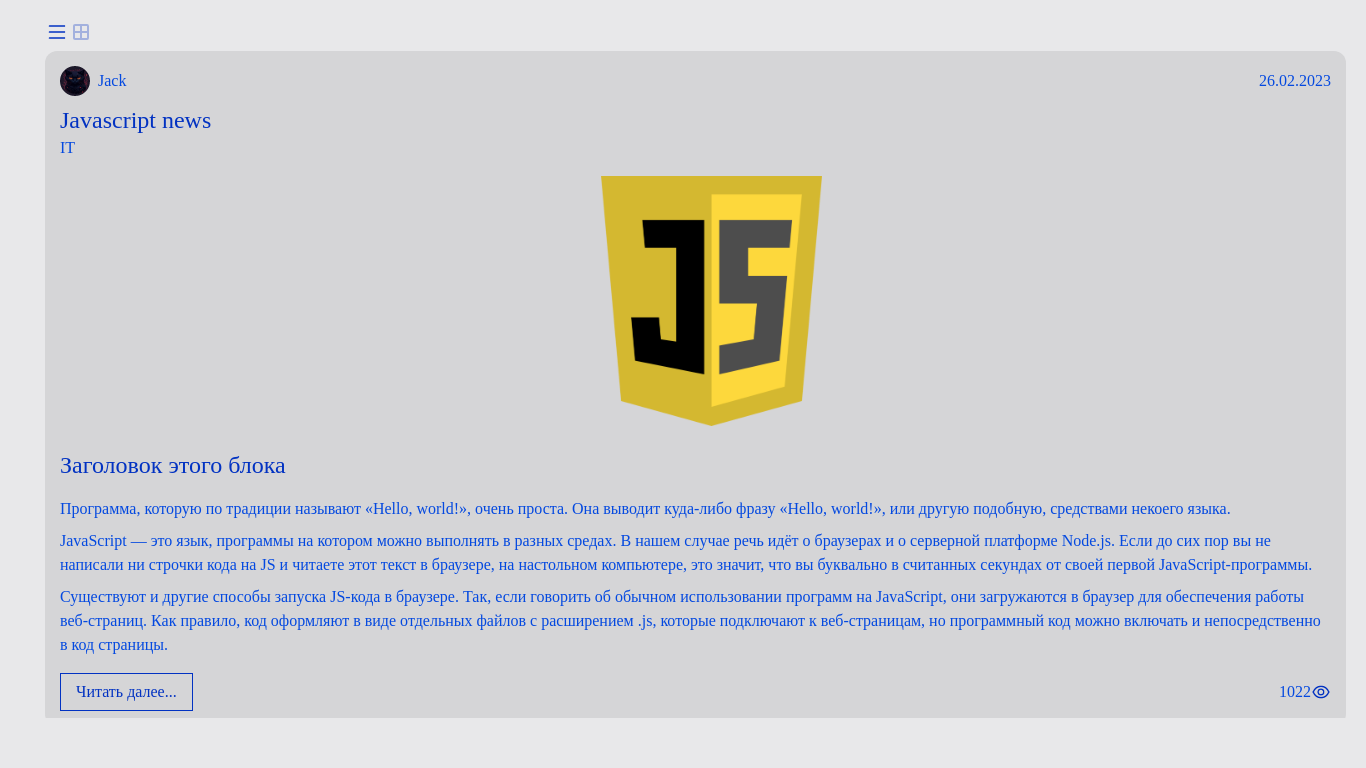 Jack
26.02.2023
Javascript news
IT
JS
Заголовок этого блока
Программа, которую по традиции называют «Hello, world!», очень проста. Она выводит куда-либо фразу «Hello, world!», или другую подобную, средствами некоего языка.
JavaScript — это язык, программы на котором можно выполнять в разных средах. В нашем случае речь идёт о браузерах и о серверной платформе Node.js. Если до сих пор вы не
написали ни строчки кода на JS и читаете этот текст в браузере, на настольном компьютере, это значит, что вы буквально в считанных секундах от своей первой JavaScript-программы.
Существуют и другие способы запуска JS-кода в браузере. Так, если говорить об обычном использовании программ на JavaScript, они загружаются в браузер для обеспечения работы
веб-страниц. Как правило, код оформляют в виде отдельных файлов с расширением .js, которые подключают к веб-страницам, но программный код можно включать и непосредственно
в код страницы.
Читать далее...
1022